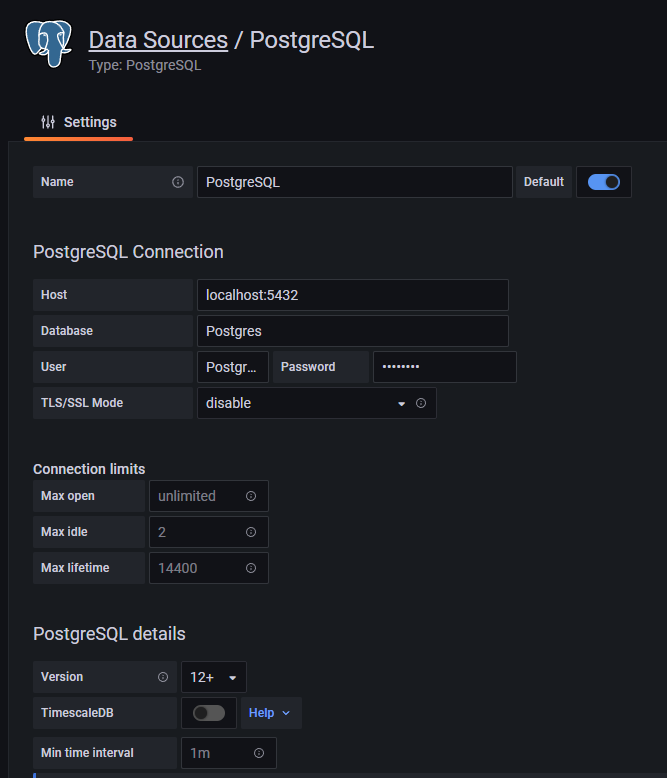 Data Sources / PostgreSQL
Type: PostgreSQL
Settings
Name PostgreSQL Default
PostgreSQL Connection
Host localhost:5432
Database Postgres
User Postgr... Password ••••••••
TLS/SSL Mode disable
Connection limits
Max open unlimited
Max idle 2
Max lifetime 14400
PostgreSQL details
Version 12+
TimescaleDB Help
Min time interval 1m